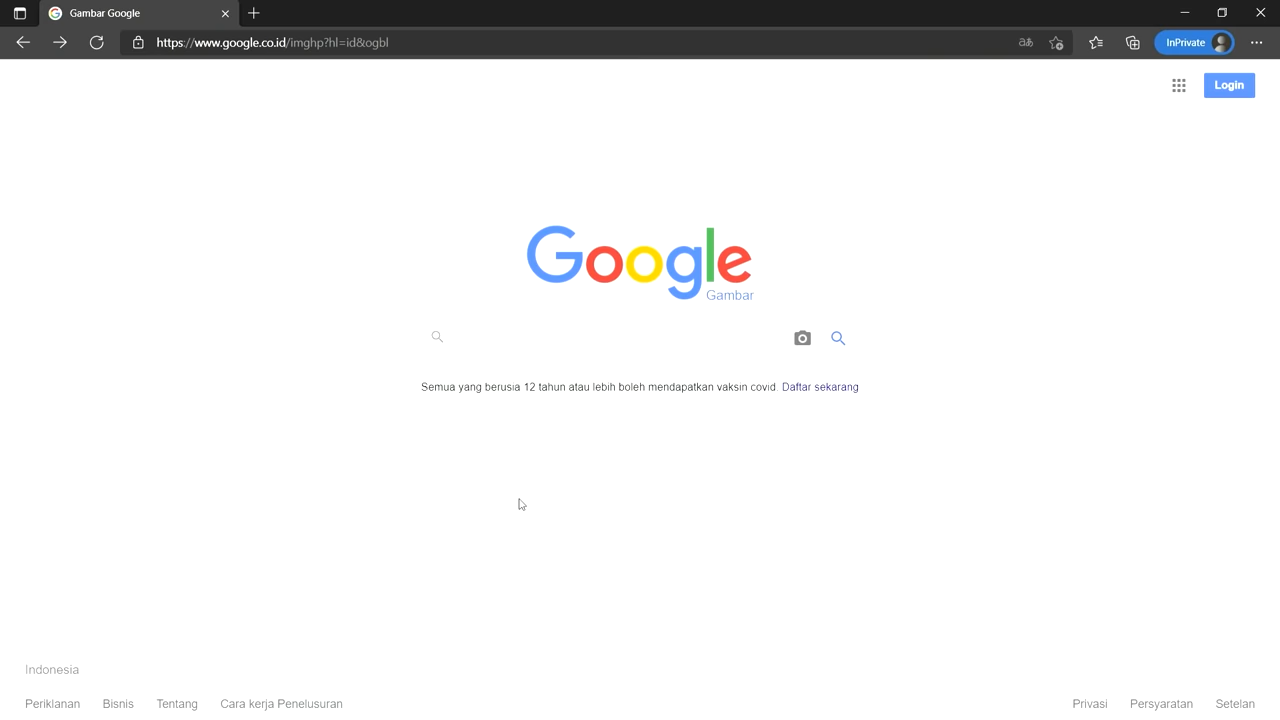 Gambar Google
https://www.google.co.id/imghp?hl=id&ogbl
aあ
InPrivate
Login
Google
Gambar
Semua yang berusia 12 tahun atau lebih boleh mendapatkan vaksin covid. Daftar sekarang
Indonesia
Periklanan Bisnis Tentang Cara kerja Penelusuran Privasi Persyaratan Setelan